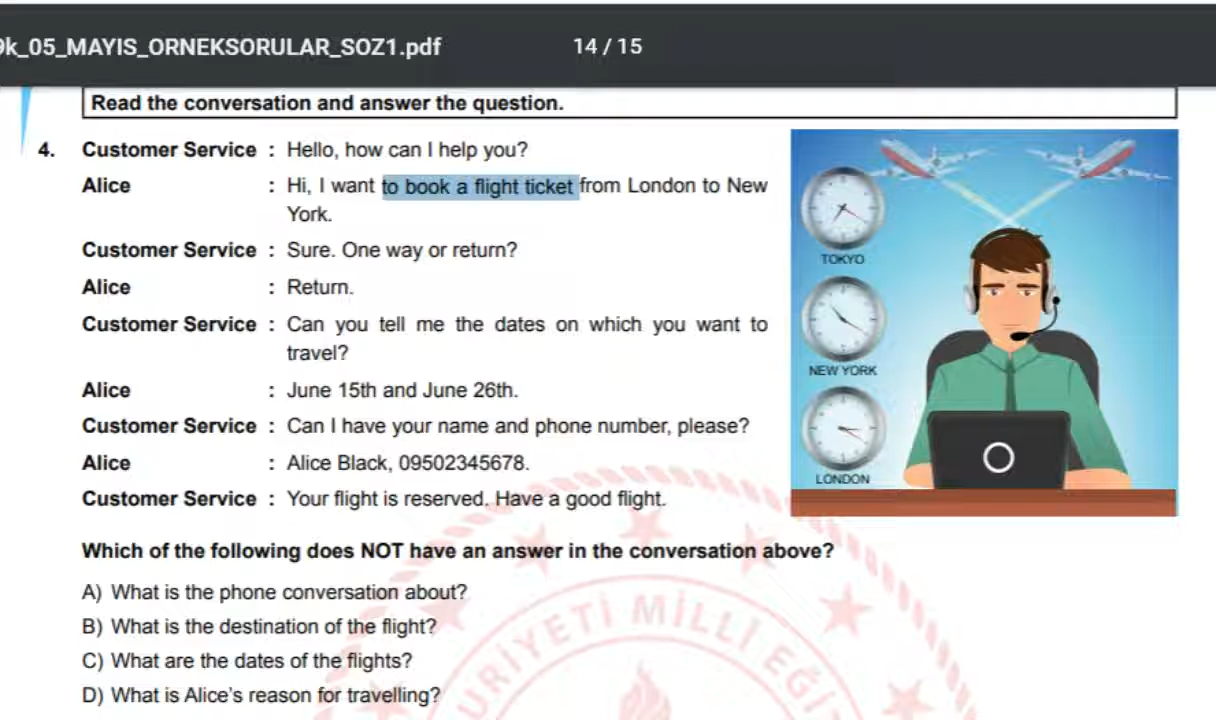 9k_05_MAYIS_ORNEKSORULAR_SOZ1.pdf 14 / 15
Read the conversation and answer the question.
4. Customer Service : Hello, how can I help you?
Alice : Hi, I want to book a flight ticket from London to New
York.
Customer Service : Sure. One way or return?
Alice : Return.
Customer Service : Can you tell me the dates on which you want to
travel?
Alice : June 15th and June 26th.
Customer Service : Can I have your name and phone number, please?
Alice : Alice Black, 09502345678.
Customer Service : Your flight is reserved. Have a good flight.
TOKYO
NEW YORK
LONDON
Which of the following does NOT have an answer in the conversation above?
A) What is the phone conversation about?
B) What is the destination of the flight?
C) What are the dates of the flights?
D) What is Alice's reason for travelling?
URİYETİ MİLLİ EĞİ